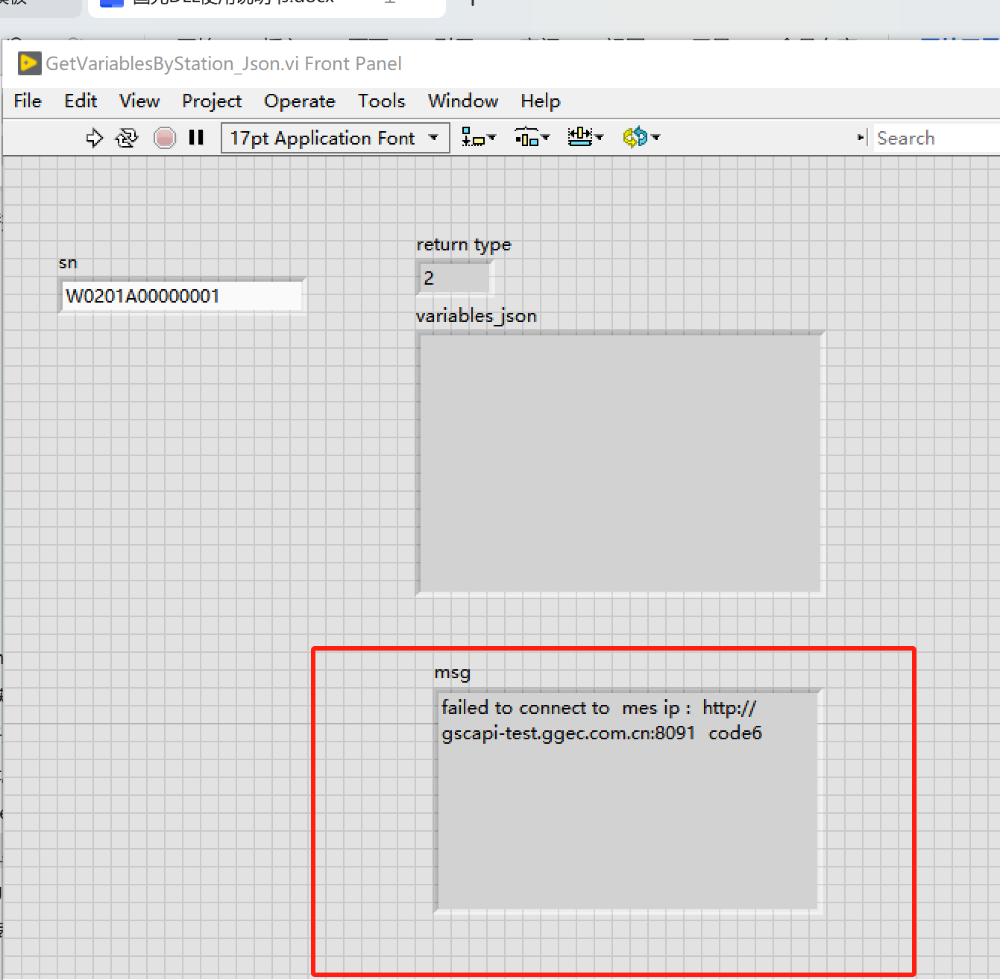 GetVariablesByStation_Json.vi Front Panel
File Edit View Project Operate Tools Window Help
17pt Application Font
Search
sn
W0201A00000001
return type
2
variables_json
msg
failed to connect to  mes ip :  http://
gscapi-test.ggec.com.cn:8091  code6